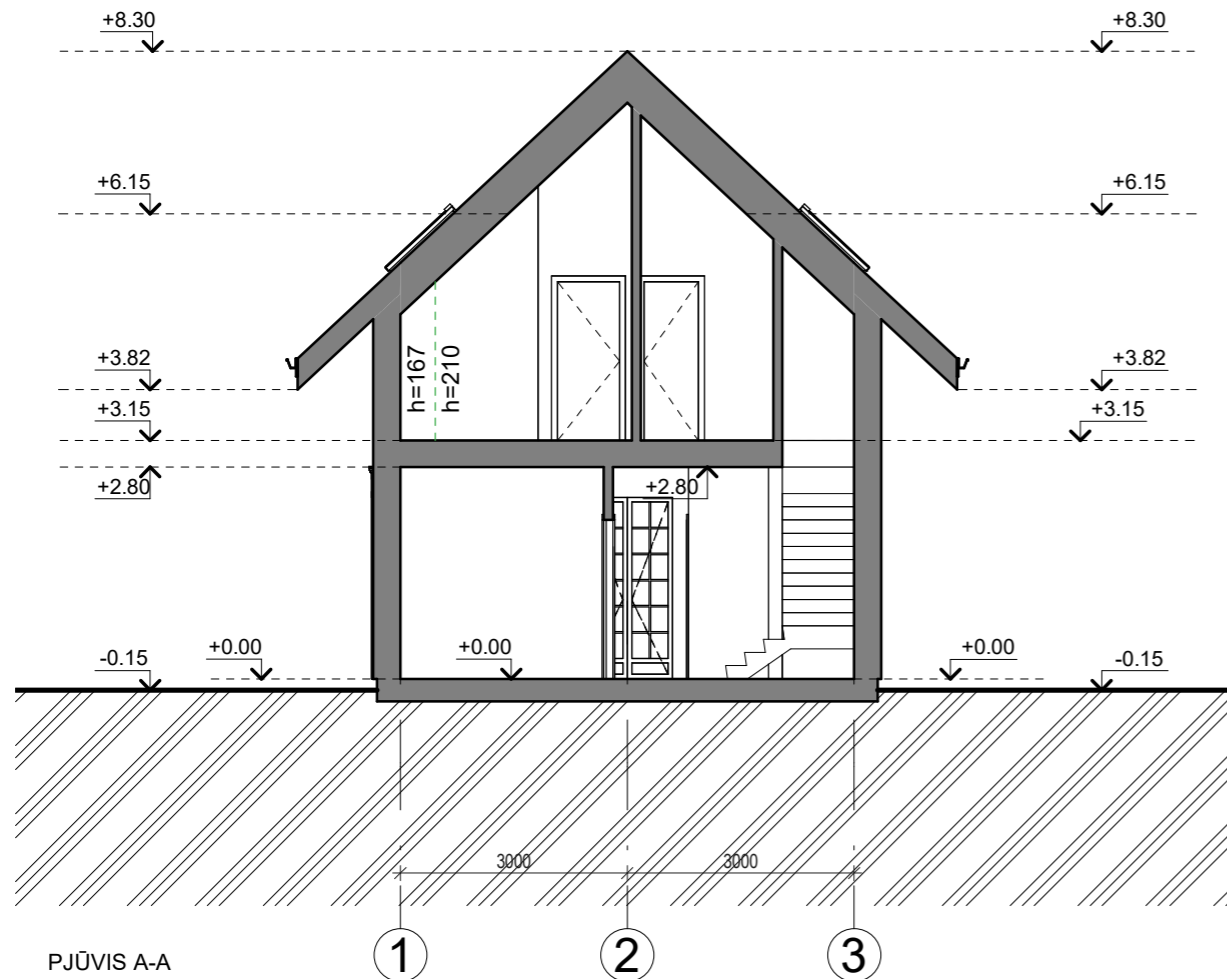 +8.30 +8.30
+6.15 +6.15
h=167
h=210
+3.82 +3.82
+3.15 +3.15
+2.80 +2.80
+0.00 +0.00 +0.00
-0.15 -0.15
3000 3000
1 2 3
PJŪVIS A-A